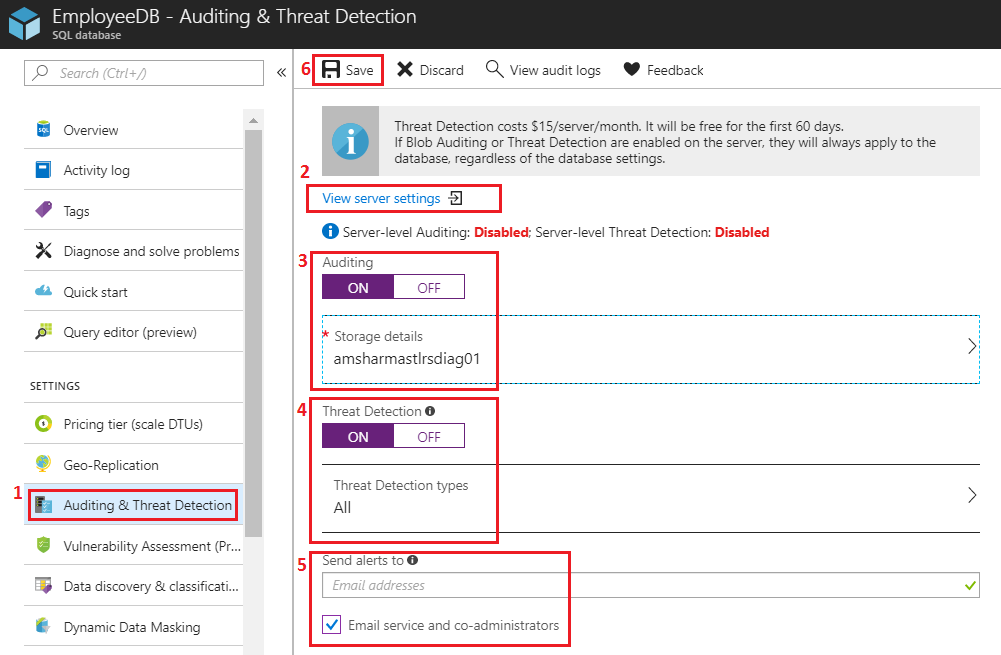 EmployeeDB - Auditing & Threat Detection
SQL database
Search (Ctrl+/)
«
Overview
Activity log
Tags
Diagnose and solve problems
Quick start
Query editor (preview)
SETTINGS
Pricing tier (scale DTUs)
Geo-Replication
1
Auditing & Threat Detection
Vulnerability Assessment (Pr...
Data discovery & classificati...
Dynamic Data Masking
6 Save Discard View audit logs Feedback
Threat Detection costs $15/server/month. It will be free for the first 60 days.
If Blob Auditing or Threat Detection are enabled on the server, they will always apply to the
database, regardless of the database settings.
2
View server settings
Server-level Auditing: Disabled; Server-level Threat Detection: Disabled
3 Auditing
ON OFF
* Storage details
amsharmastlrsdiag01
4 Threat Detection
ON OFF
Threat Detection types
All
5 Send alerts to
Email addresses
Email service and co-administrators